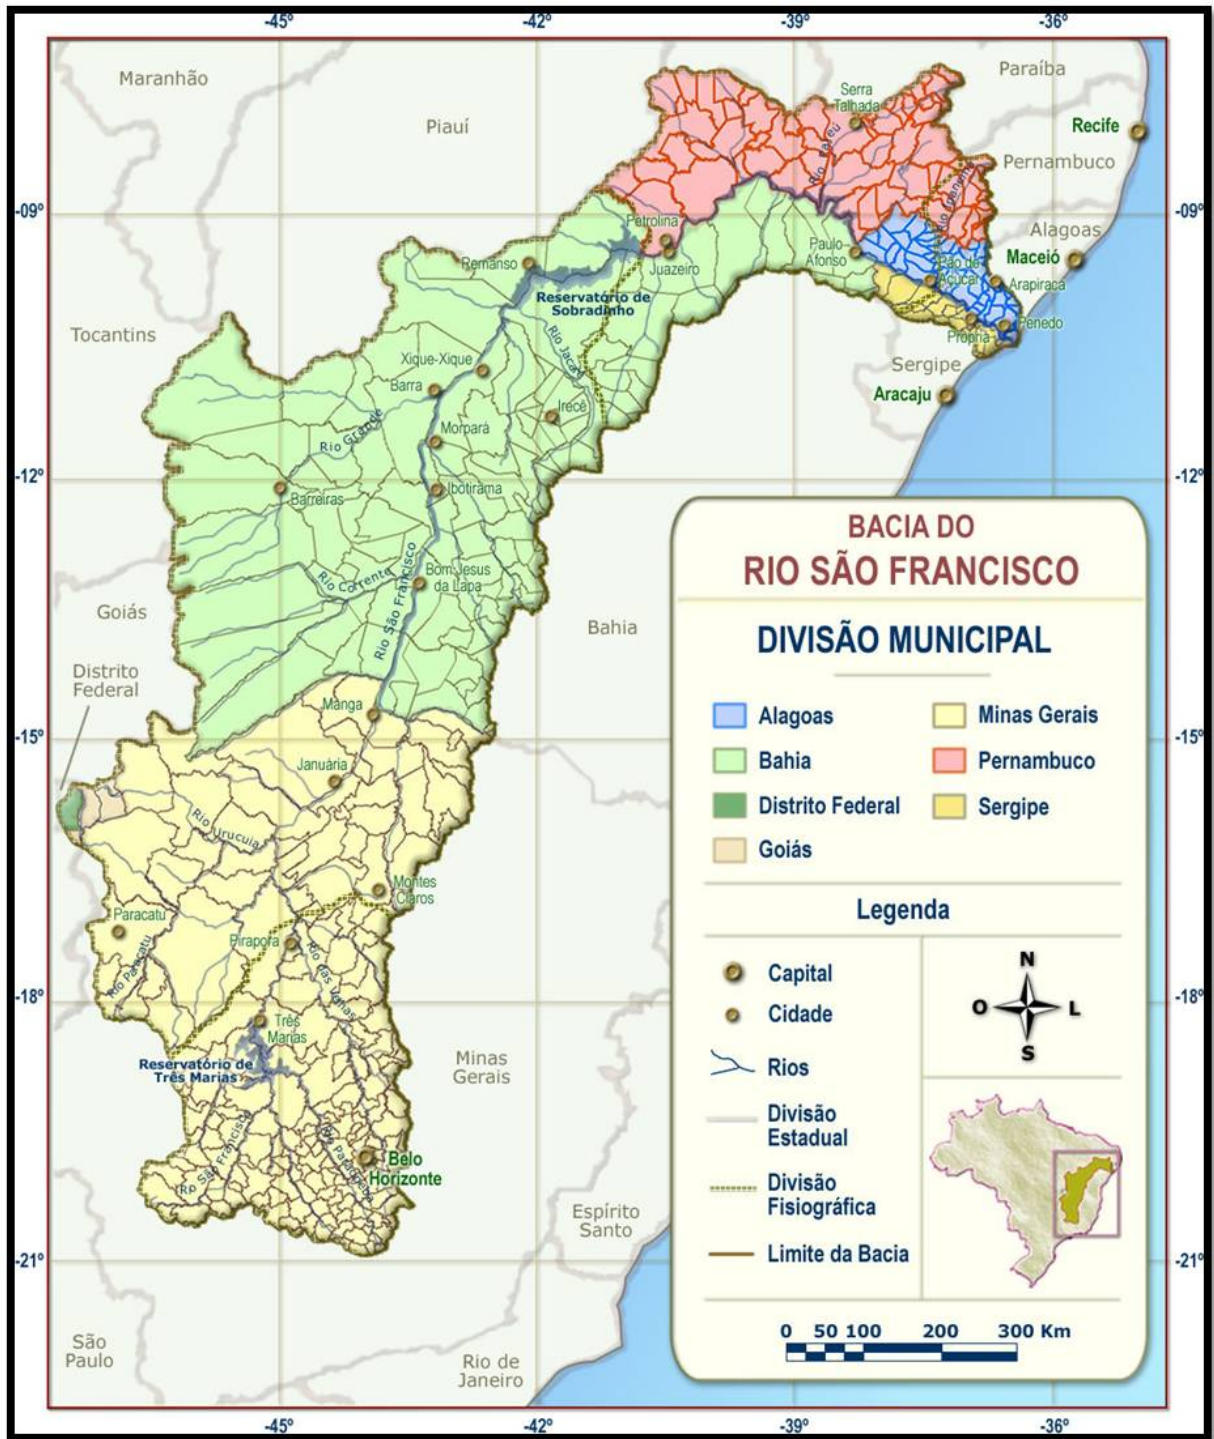 -45º
-42º
-39º
-36º
Maranhão
Piauí
Paraíba
Serra
Talhada
Recife
Rio Pajeú
Pernambuco
-09º
-09º
Rio Ipanema
Petrolina
Alagoas
Remanso
Juazeiro
Paulo
Afonso
Maceió
Pão de
Açúcar
Arapiraca
Reservatório de
Sobradinho
Tocantins
Rio Jacaré
Penedo
Propriá
Xique-Xique
Sergipe
Barra
Aracaju
Irecê
Rio Grande
Morpará
-12º
-12º
Barreiras
Ibotirama
Rio Corrente
Bom Jesus
da Lapa
Rio São Francisco
Goiás
Bahia
Distrito
Federal
Manga
-15º
-15º
Januária
Rio Urucuia
Montes
Claros
Paracatu
Pirapora
Rio Paracatu
Rio das Velhas
-18º
-18º
Três
Marias
Reservatório de
Três Marias
Minas
Gerais
Rio São Francisco
Belo
Horizonte
Espírito
Santo
-21º
-21º
São
Paulo
Rio de
Janeiro
BACIA DO
RIO SÃO FRANCISCO
DIVISÃO MUNICIPAL
Alagoas
Minas Gerais
Bahia
Pernambuco
Distrito Federal
Sergipe
Goiás
Legenda
Capital
Cidade
Rios
Divisão
Estadual
Divisão
Fisiográfica
Limite da Bacia
N
O
L
S
0 50 100 200 300 Km
-45º
-42º
-39º
-36º